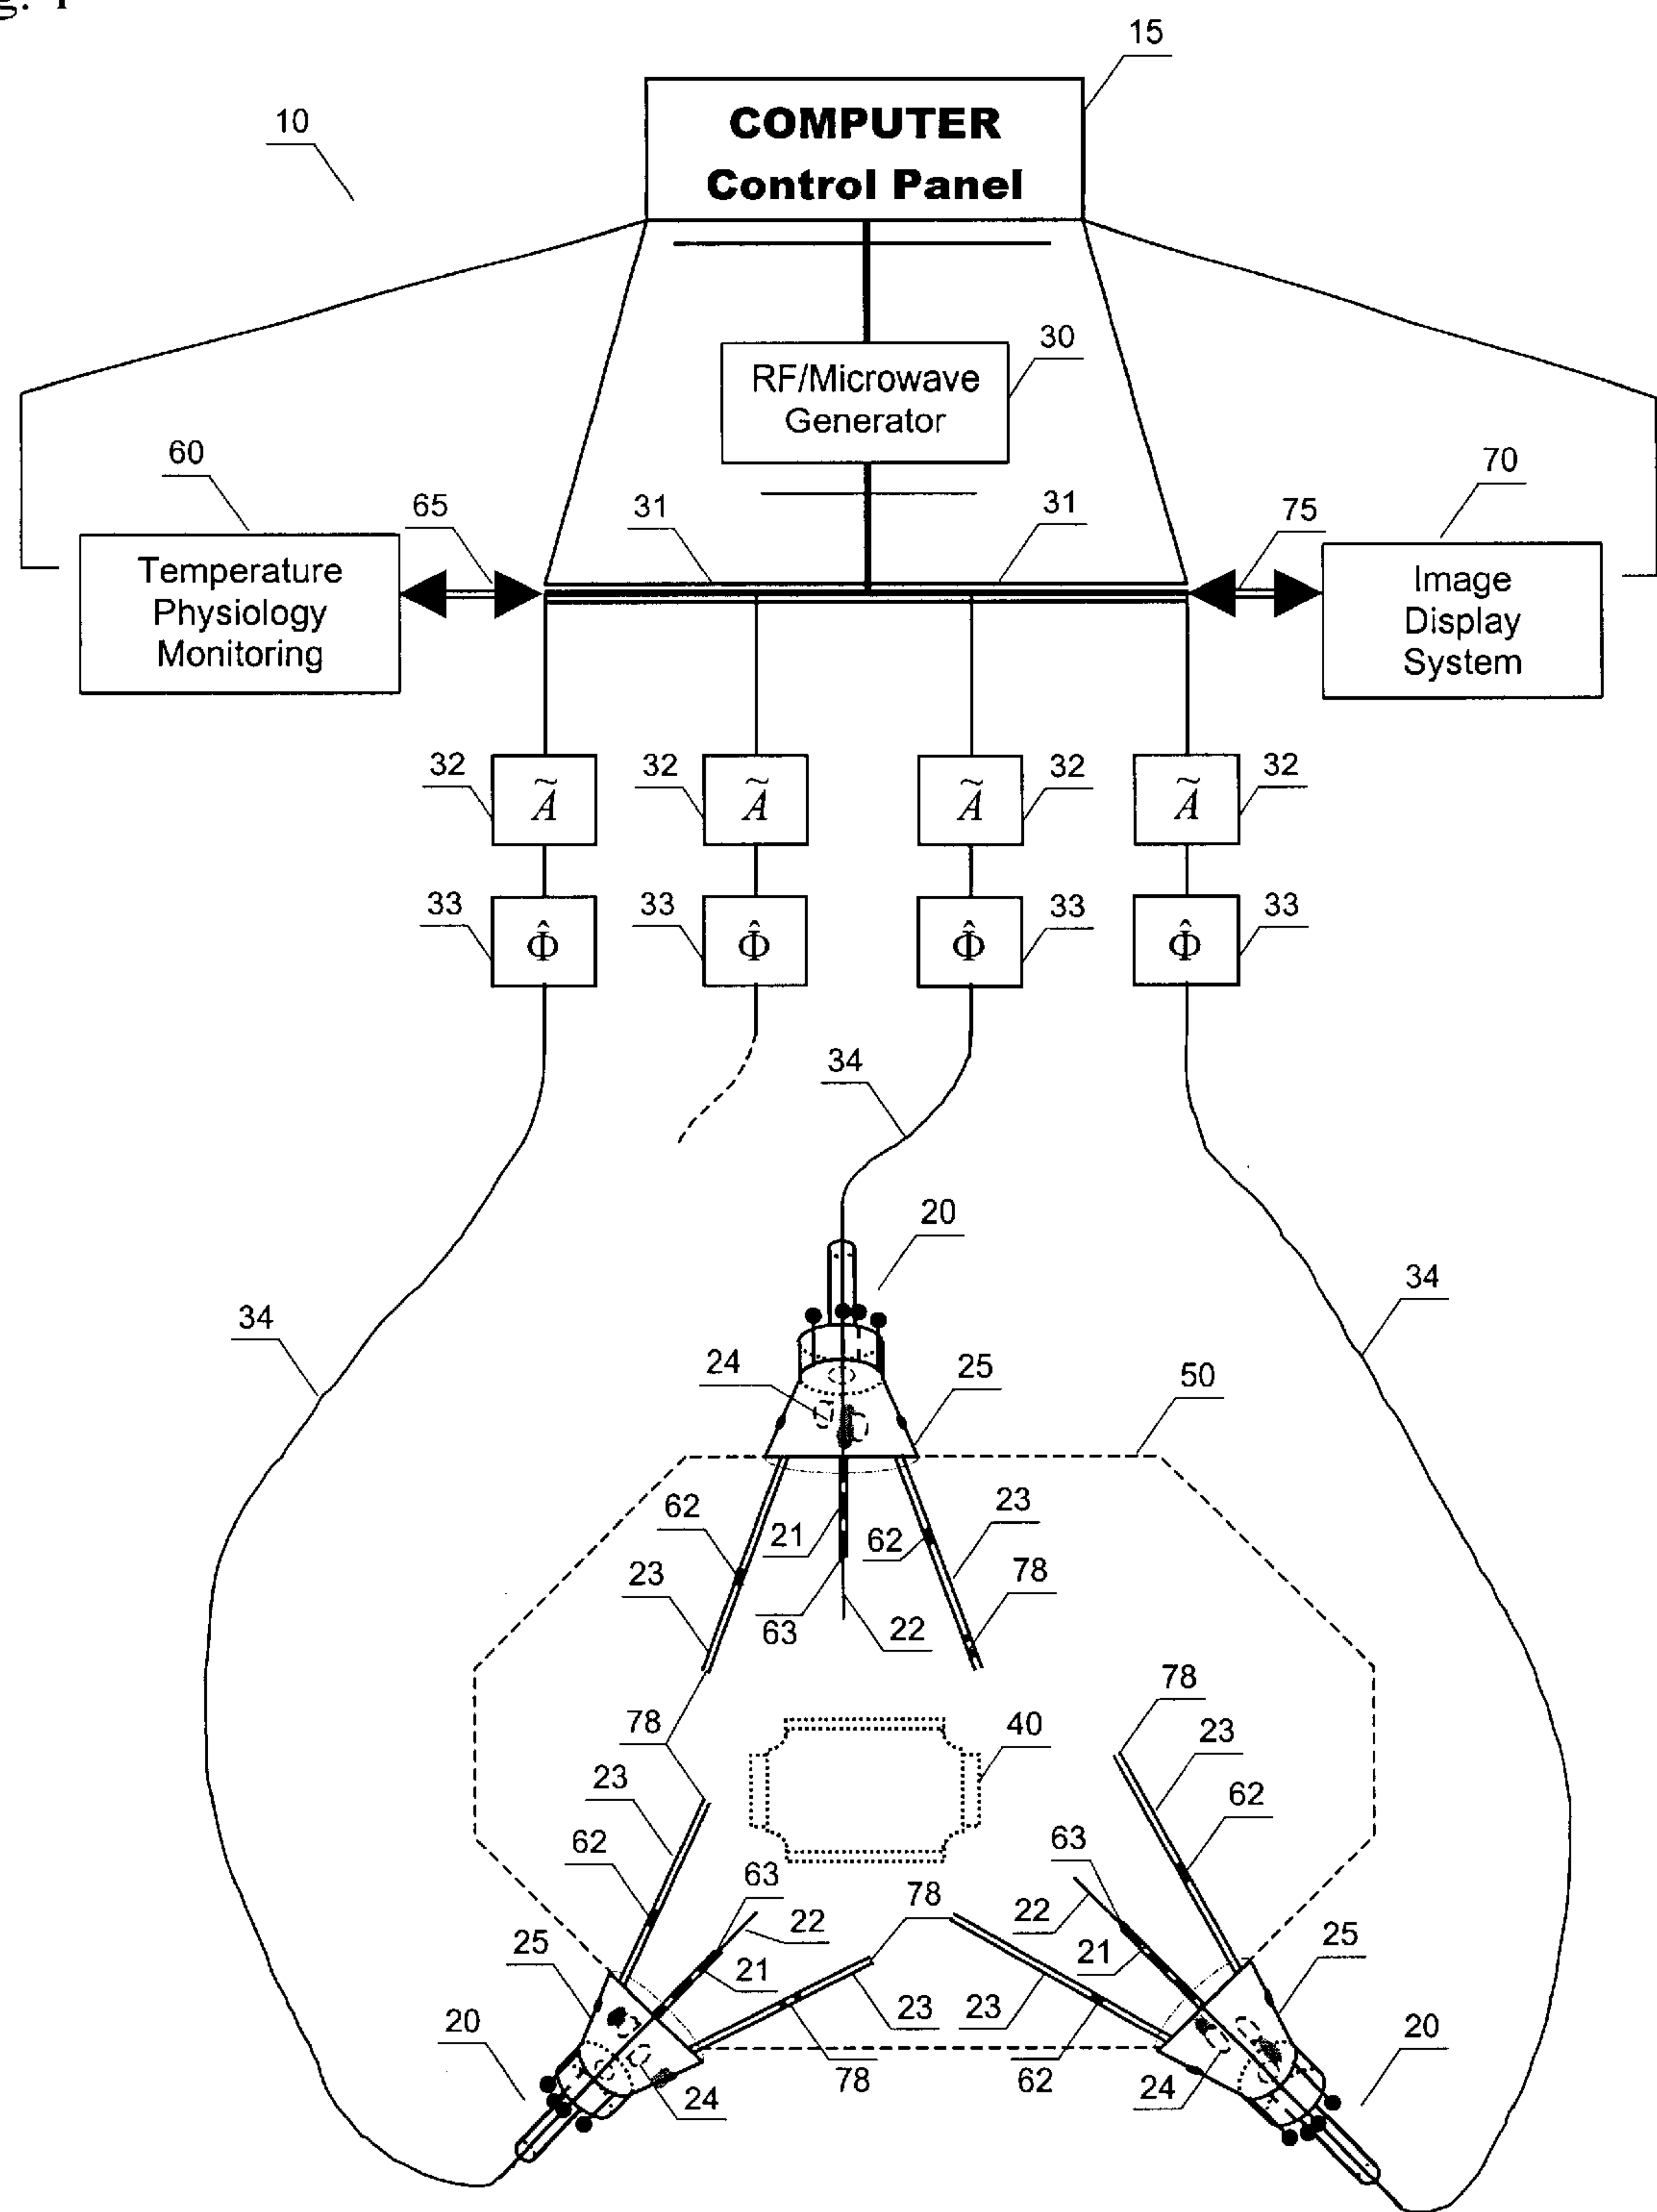 g. 1
15
COMPUTER
Control Panel
10
30
RF/Microwave
Generator
60
65
31
31
75
70
Temperature
Physiology
Monitoring
Image
Display
System
32
Ã
32
Ã
Ã
32
Ã
32
33
Φ̂
33
Φ̂
Φ̂
33
Φ̂
33
34
20
34
34
24
25
50
62
21
62
23
23
78
63
22
78
78
40
23
23
62
62
63
63
78
22
22
25
21
21
25
20
23
23
20
78
62
24
24